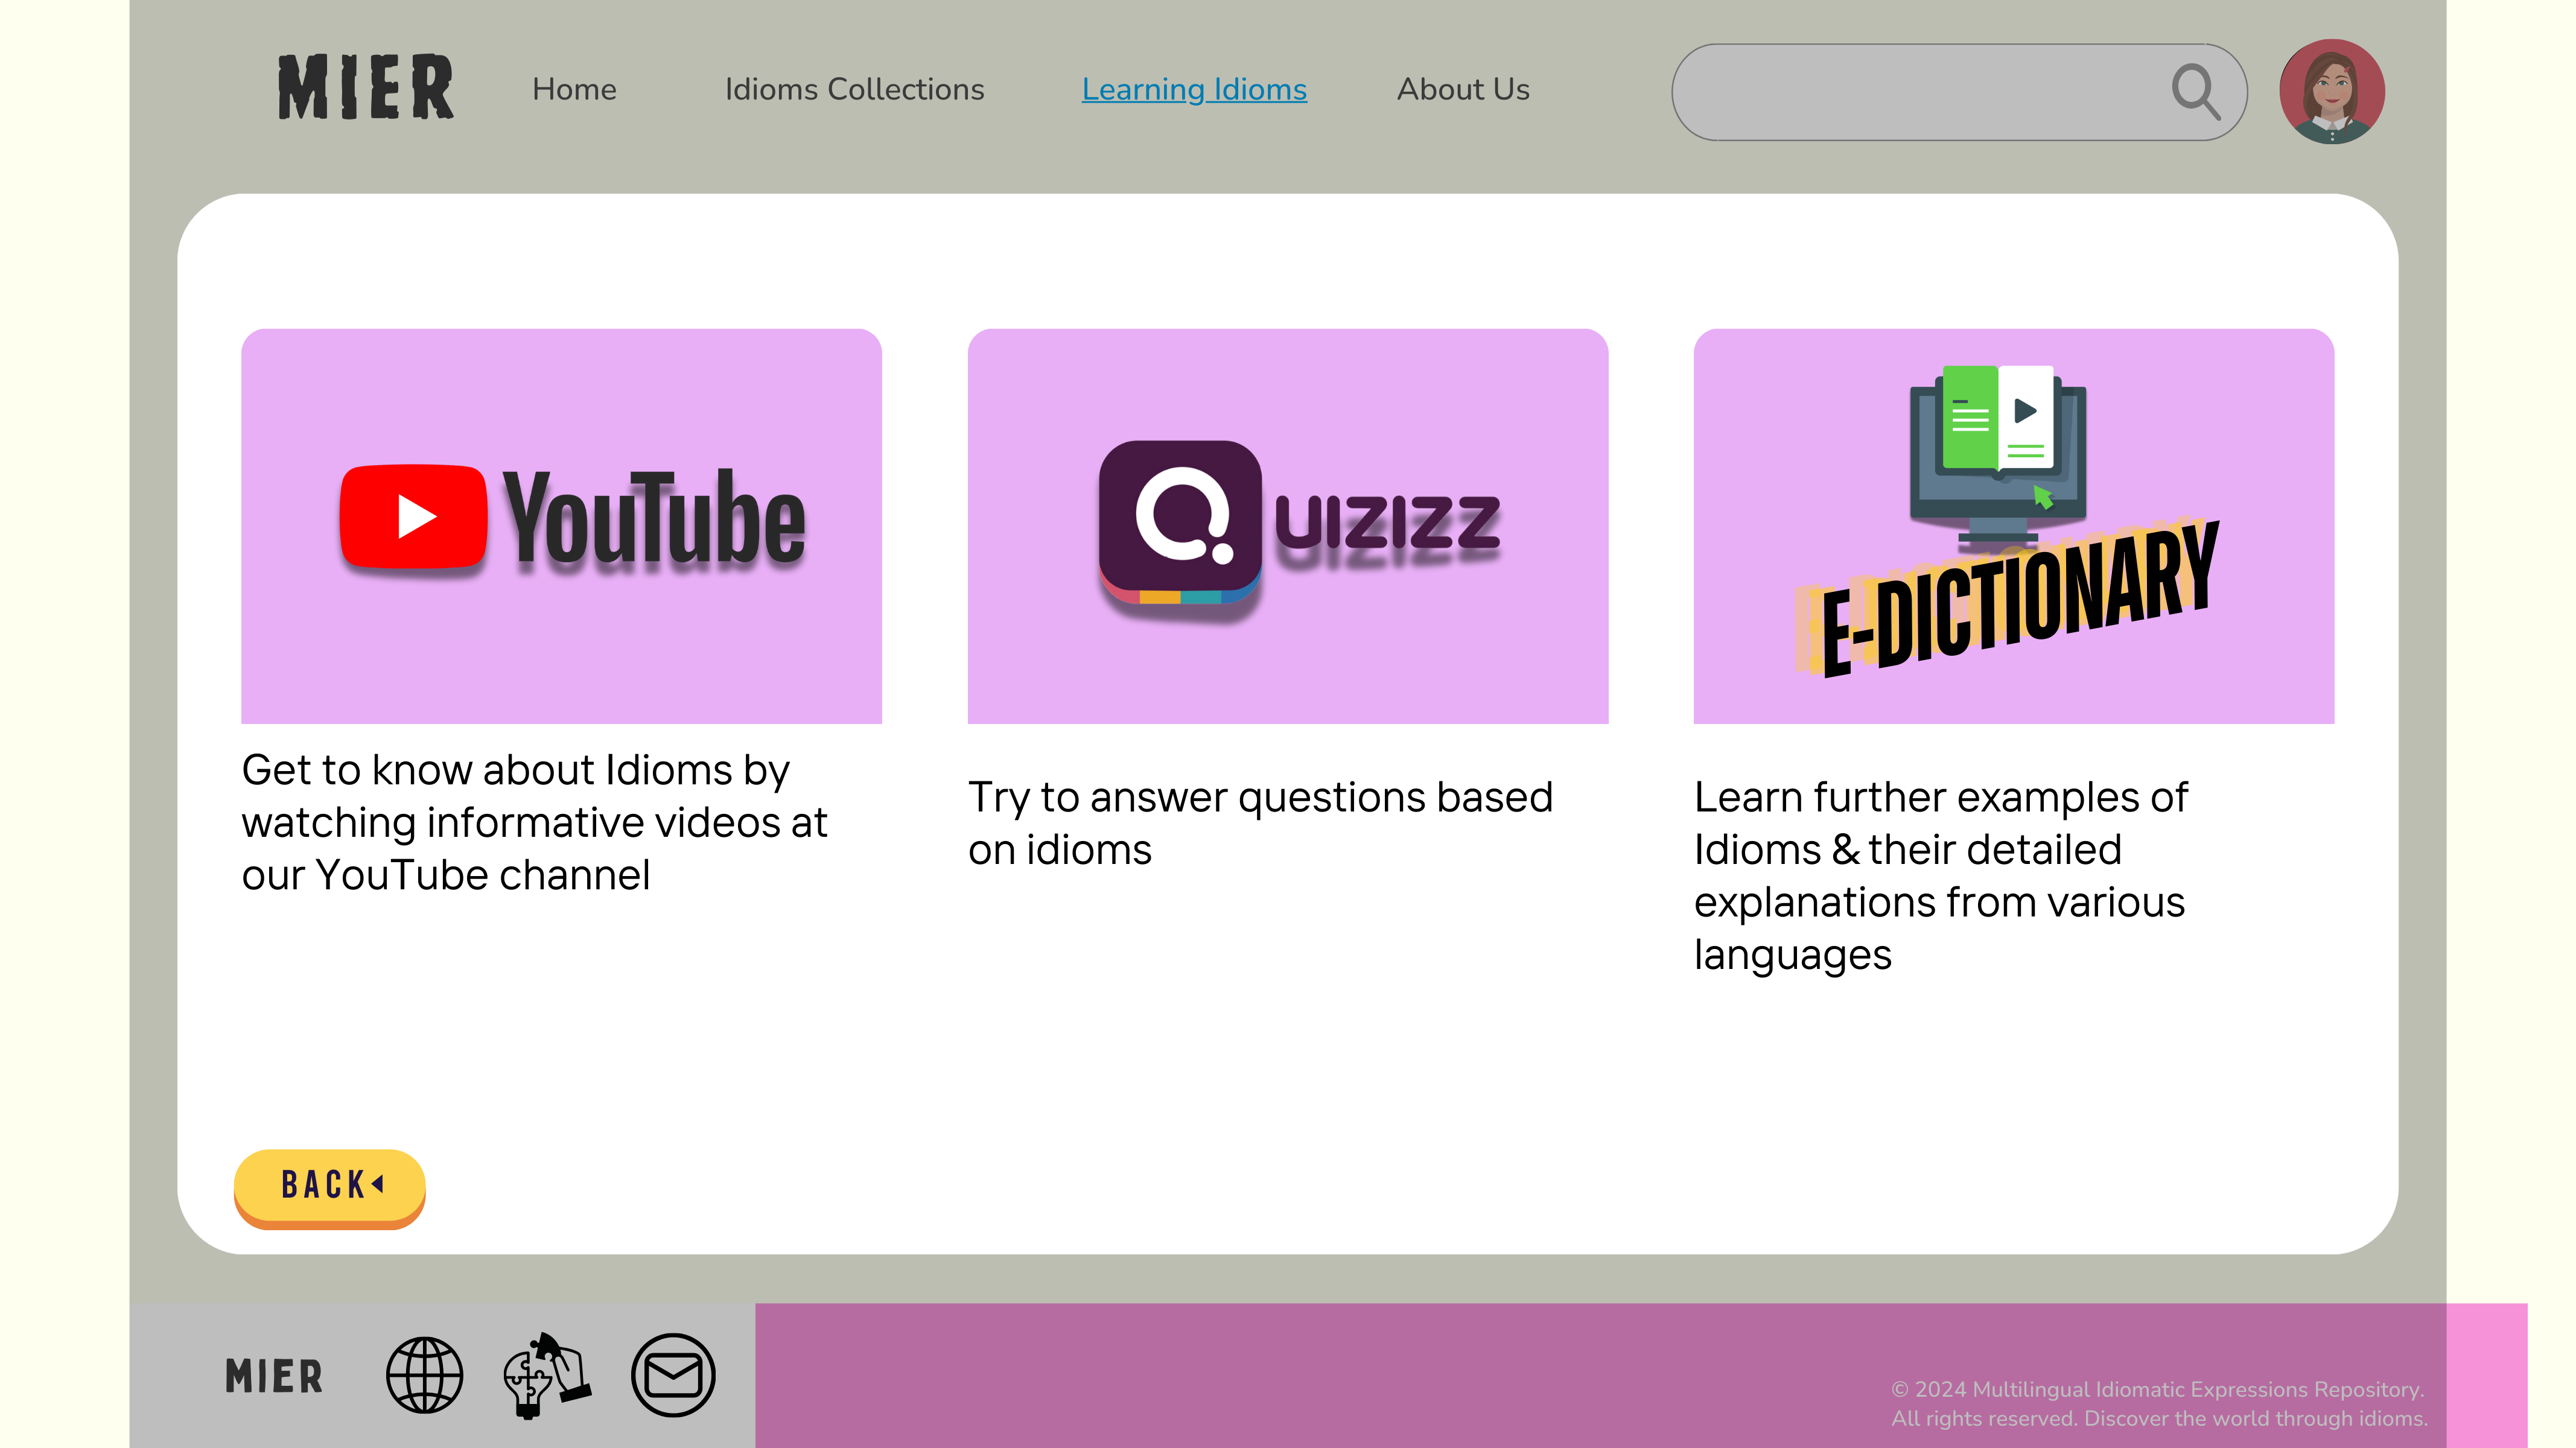 MIER
Home
Idioms Collections
Learning Idioms
About Us
YouTube
QUIZIZZ
E-DICTIONARY
Get to know about Idioms by
watching informative videos at
our YouTube channel
Try to answer questions based
on idioms
Learn further examples of
Idioms & their detailed
explanations from various
languages
BACK
MIER
© 2024 Multilingual Idiomatic Expressions Repository.
All rights reserved. Discover the world through idioms.